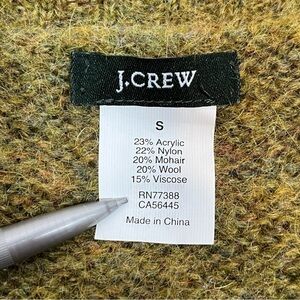 J.CREW
S
23% Acrylic
22% Nylon
20% Mohair
20% Wool
15% Viscose
RN77388
CA56445
Made in China